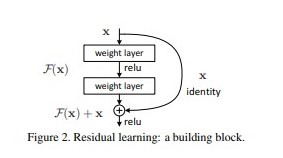 x
weight layer
F(x)
relu
x
weight layer
identity
F(x) + x
relu
Figure 2. Residual learning: a building block.